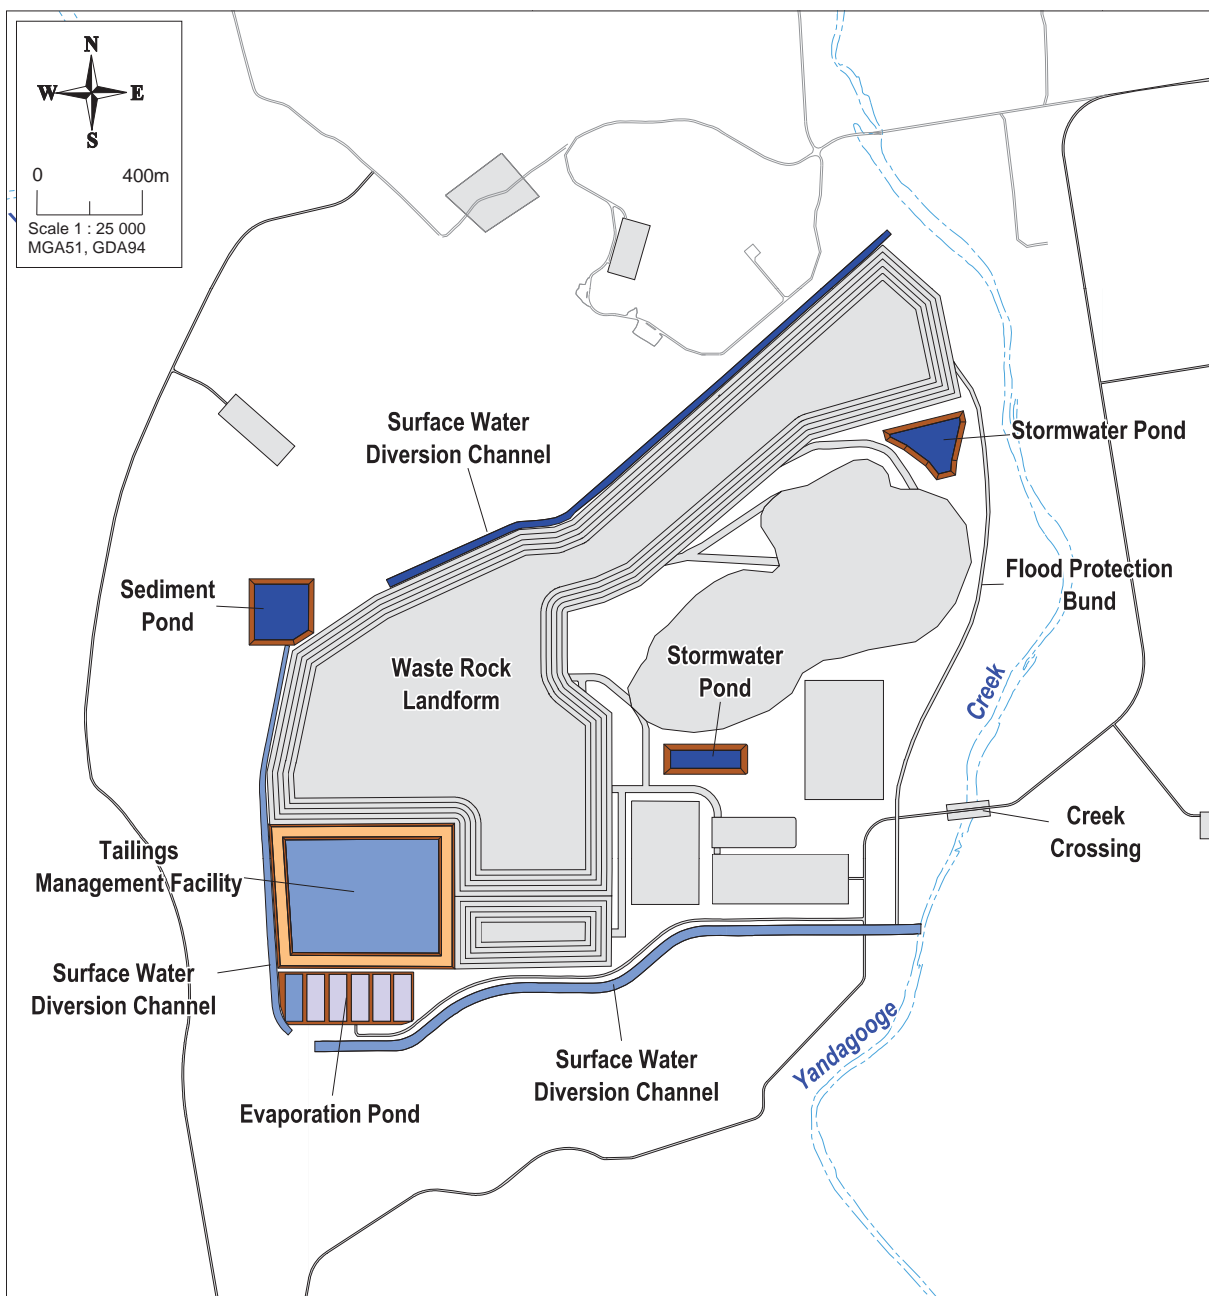 N
W E
S
0 400m
Scale 1 : 25 000
MGA51, GDA94
Surface Water
Diversion Channel
Stormwater Pond
Sediment
Pond
Flood Protection
Bund
Waste Rock
Landform
Stormwater
Pond
Creek
Creek
Crossing
Tailings
Management Facility
Surface Water
Diversion Channel
Yandagooge
Surface Water
Diversion Channel
Evaporation Pond